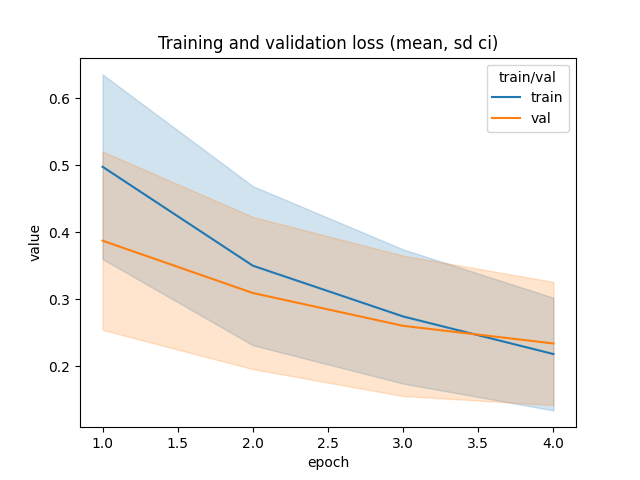 Training and validation loss (mean, sd ci)
train/val
train
val
value
0.6
0.5
0.4
0.3
0.2
1.0 1.5 2.0 2.5 3.0 3.5 4.0
epoch